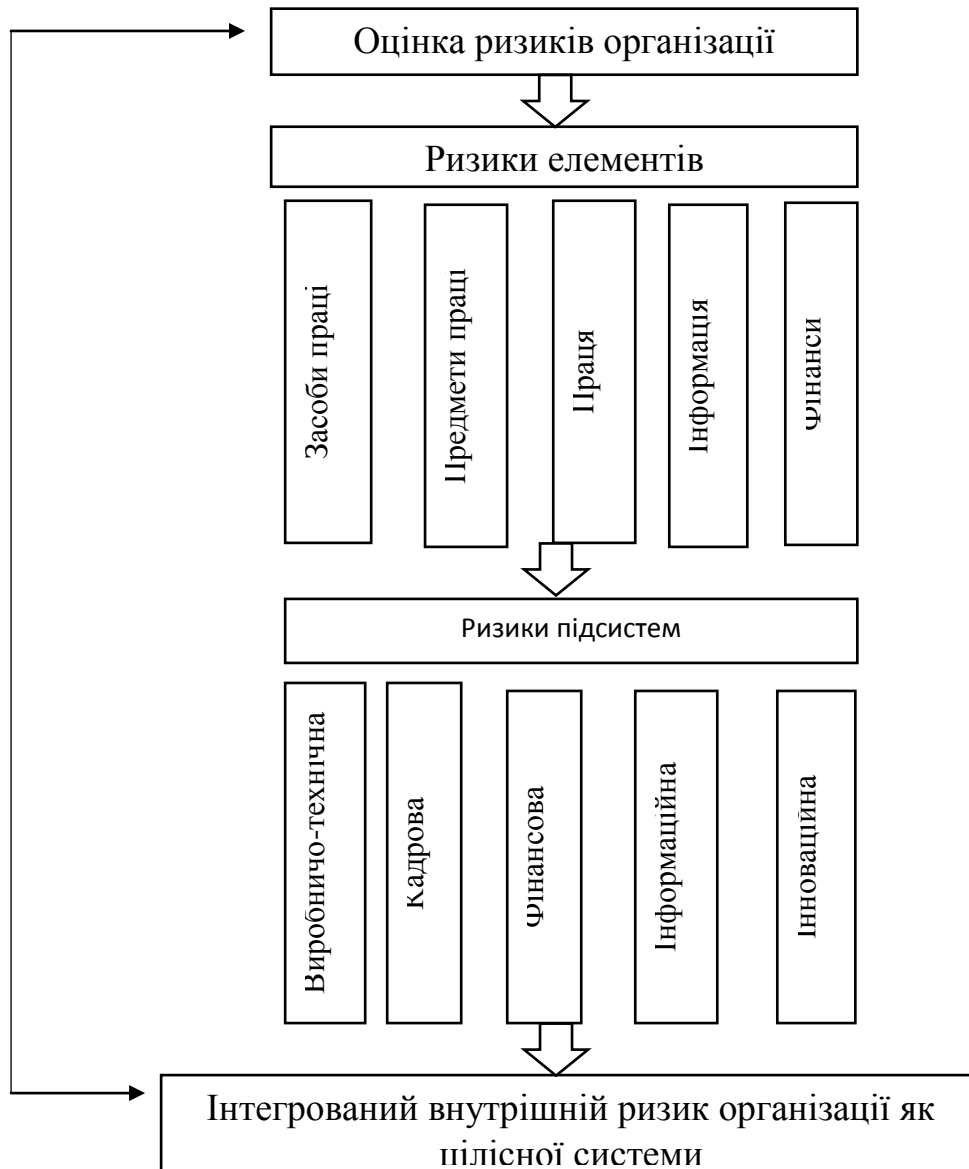 Оцінка ризиків організації
Ризики елементів
Засоби праці
Предмети праці
Праця
Інформація
Фінанси
Ризики підсистем
Виробничо-технічна
Кадрова
Фінансова
Інформаційна
Інноваційна
Інтегрований внутрішній ризик організації як
цілісної системи